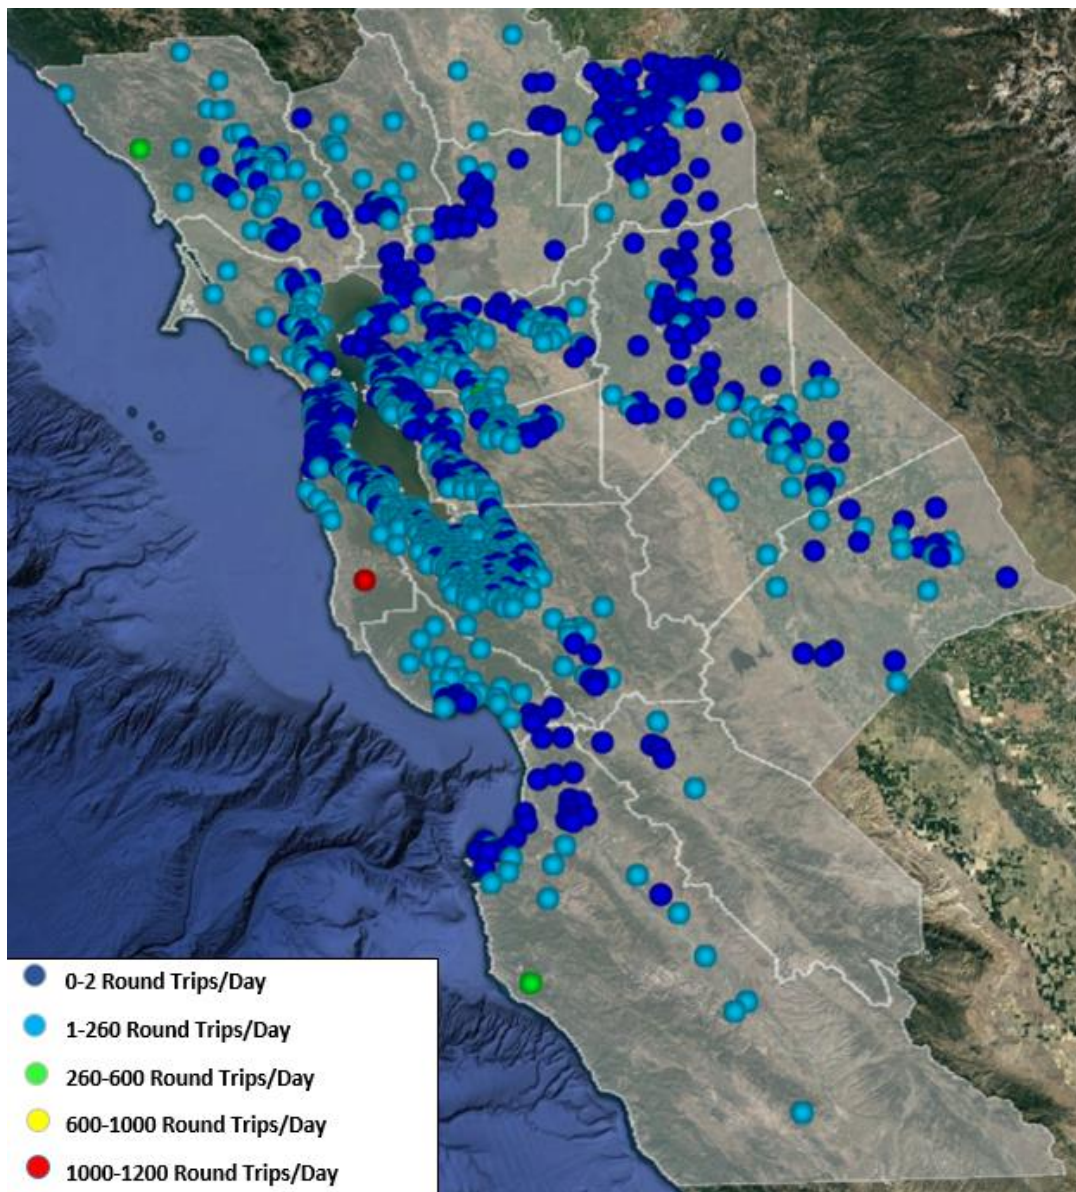 0-2 Round Trips/Day
1-260 Round Trips/Day
260-600 Round Trips/Day
600-1000 Round Trips/Day
1000-1200 Round Trips/Day